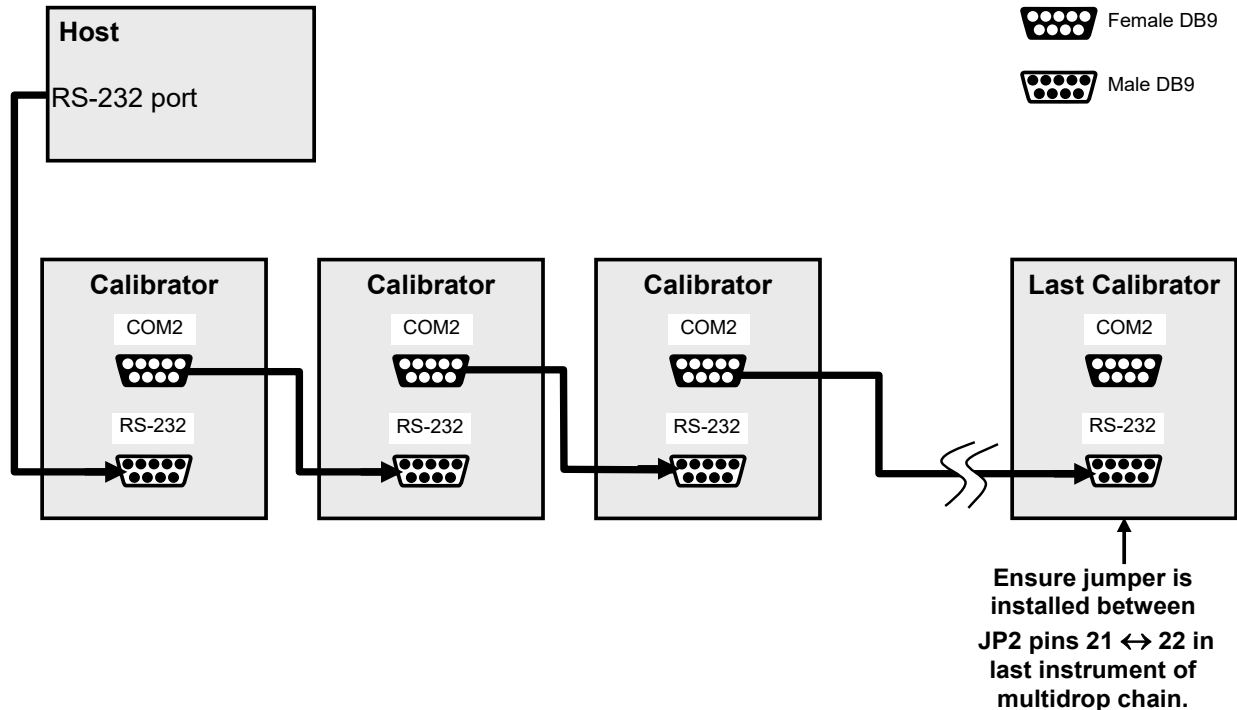 Host
RS-232 port
Female DB9
Male DB9
Calibrator
COM2
RS-232
Calibrator
COM2
RS-232
Calibrator
COM2
RS-232
Last Calibrator
COM2
RS-232
Ensure jumper is
installed between
JP2 pins 21 ↔ 22 in
last instrument of
multidrop chain.